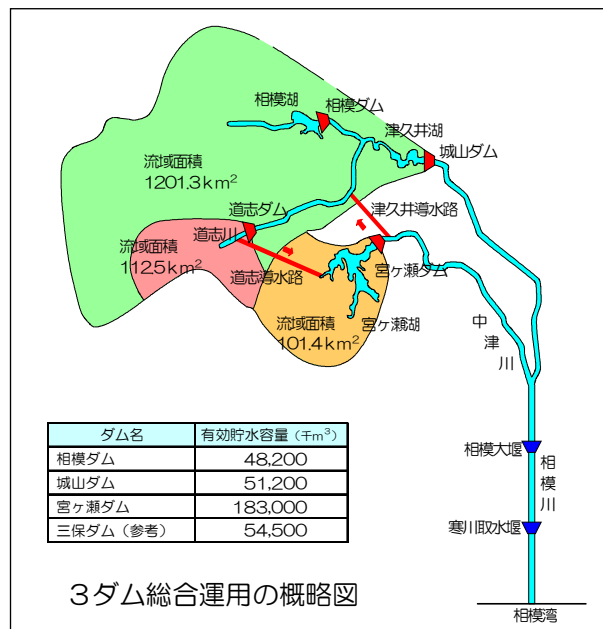 相模湖
相模ダム
津久井湖
城山ダム
流域面積
1201.3km²
道志ダム
津久井導水路
道志川
流域面積
112.5km²
道志導水路
宮ヶ瀬ダム
流域面積
101.4km²
宮ヶ瀬湖
中津川
ダム名 有効貯水容量（千m³）
相模ダム 48,200
城山ダム 51,200
宮ヶ瀬ダム 183,000
三保ダム（参考） 54,500
相模大堰
相模川
寒川取水堰
3ダム総合運用の概略図
相模湾